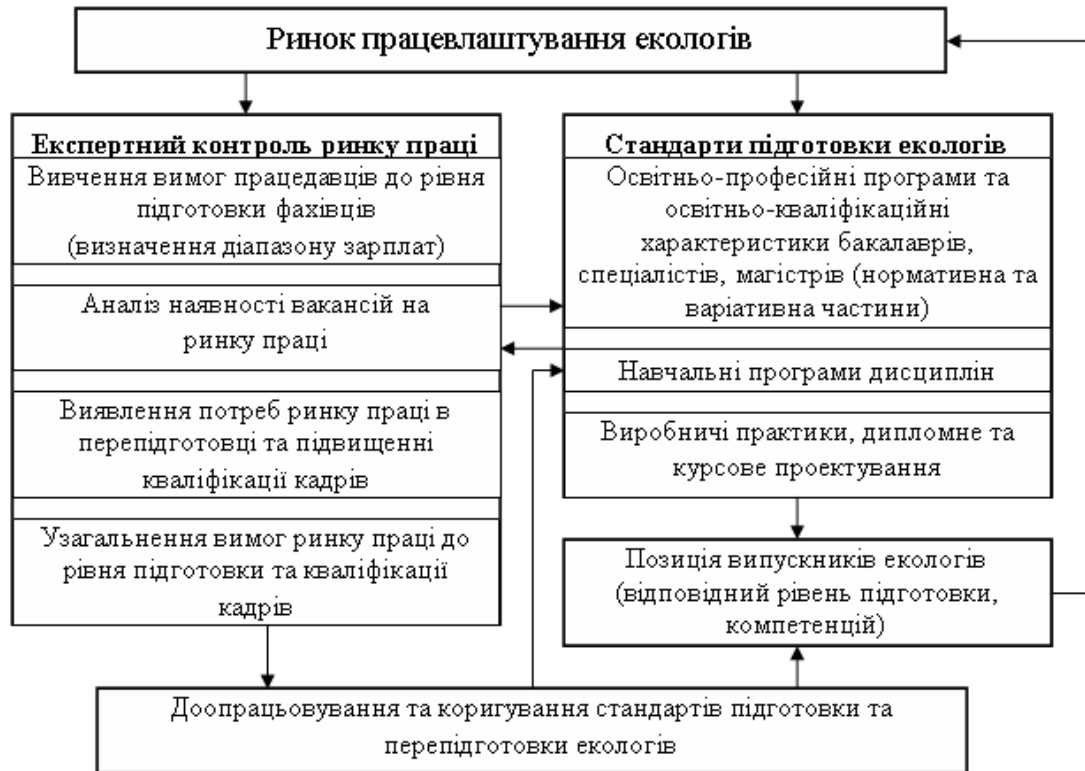 Ринок працевлаштування екологів
Експертний контроль ринку праці
Вивчення вимог працедавців до рівня
підготовки фахівців
(визначення діапазону зарплат)
Аналіз наявності вакансій на
ринку праці
Виявлення потреб ринку праці в
перепідготовці та підвищенні
кваліфікації кадрів
Узагальнення вимог ринку праці до
рівня підготовки та кваліфікації
кадрів
Стандарти підготовки екологів
Освітньо-професійні програми та
освітньо-кваліфікаційні
характеристики бакалаврів,
спеціалістів, магістрів (нормативна та
варіативна частини)
Навчальні програми дисциплін
Виробничі практики, дипломне та
курсове проектування
Позиція випускників екологів
(відповідний рівень підготовки,
компетенцій)
Доопрацьовування та коригування стандартів підготовки та
перепідготовки екологів